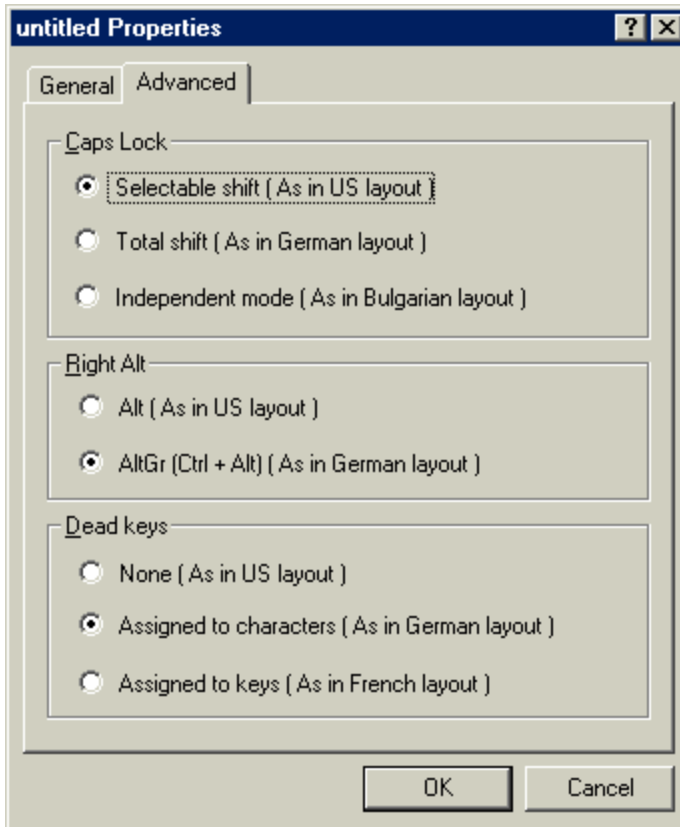 untitled Properties
General Advanced
Caps Lock
Selectable shift ( As in US layout )
Total shift ( As in German layout )
Independent mode ( As in Bulgarian layout )
Right Alt
Alt ( As in US layout )
AltGr (Ctrl + Alt) ( As in German layout )
Dead keys
None ( As in US layout )
Assigned to characters ( As in German layout )
Assigned to keys ( As in French layout )
OK Cancel